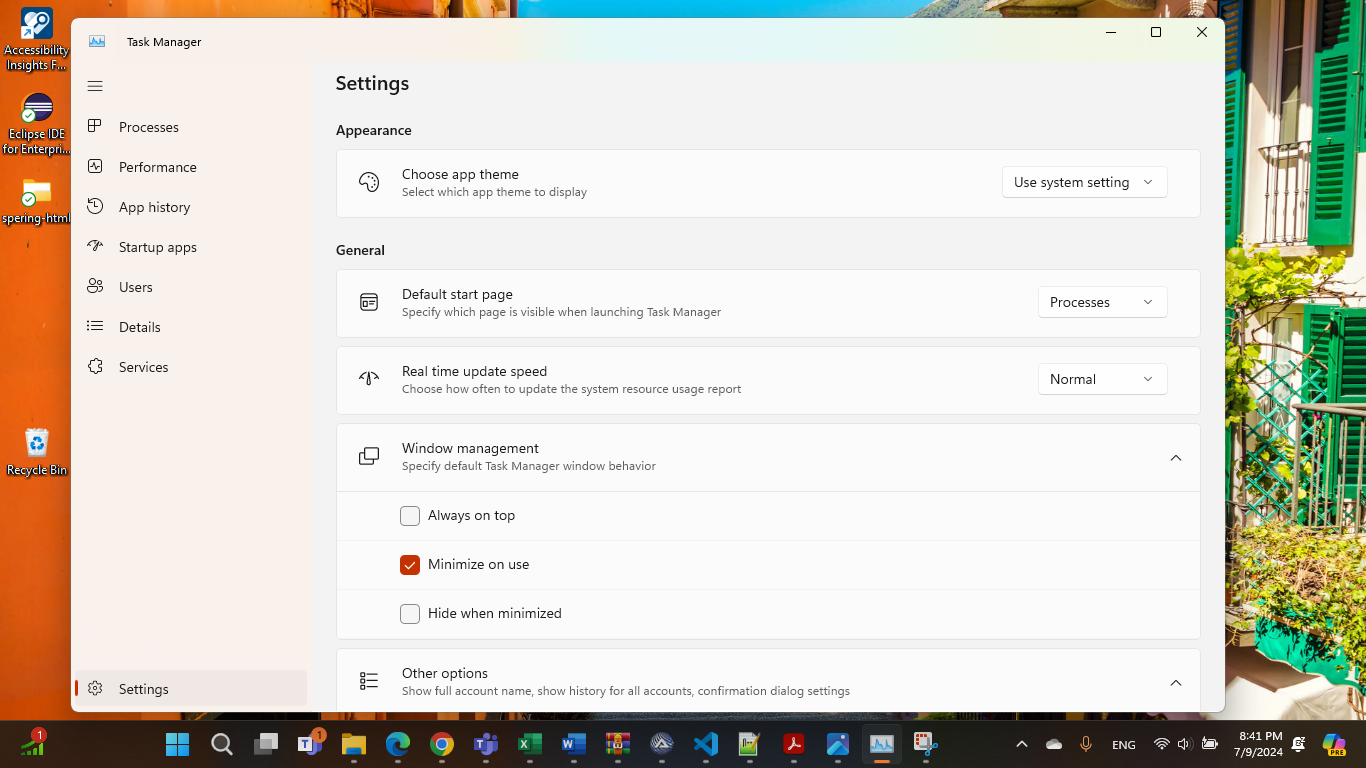 Accessibility
Insights F...
Eclipse IDE
for Enterpri...
spering-html
Recycle Bin
Task Manager
Processes
Performance
App history
Startup apps
Users
Details
Services
Settings
Settings
Appearance
Choose app theme
Select which app theme to display
Use system setting
General
Default start page
Specify which page is visible when launching Task Manager
Processes
Real time update speed
Choose how often to update the system resource usage report
Normal
Window management
Specify default Task Manager window behavior
Always on top
Minimize on use
Hide when minimized
Other options
Show full account name, show history for all accounts, confirmation dialog settings
1
1
ENG
8:41 PM
7/9/2024
PRE